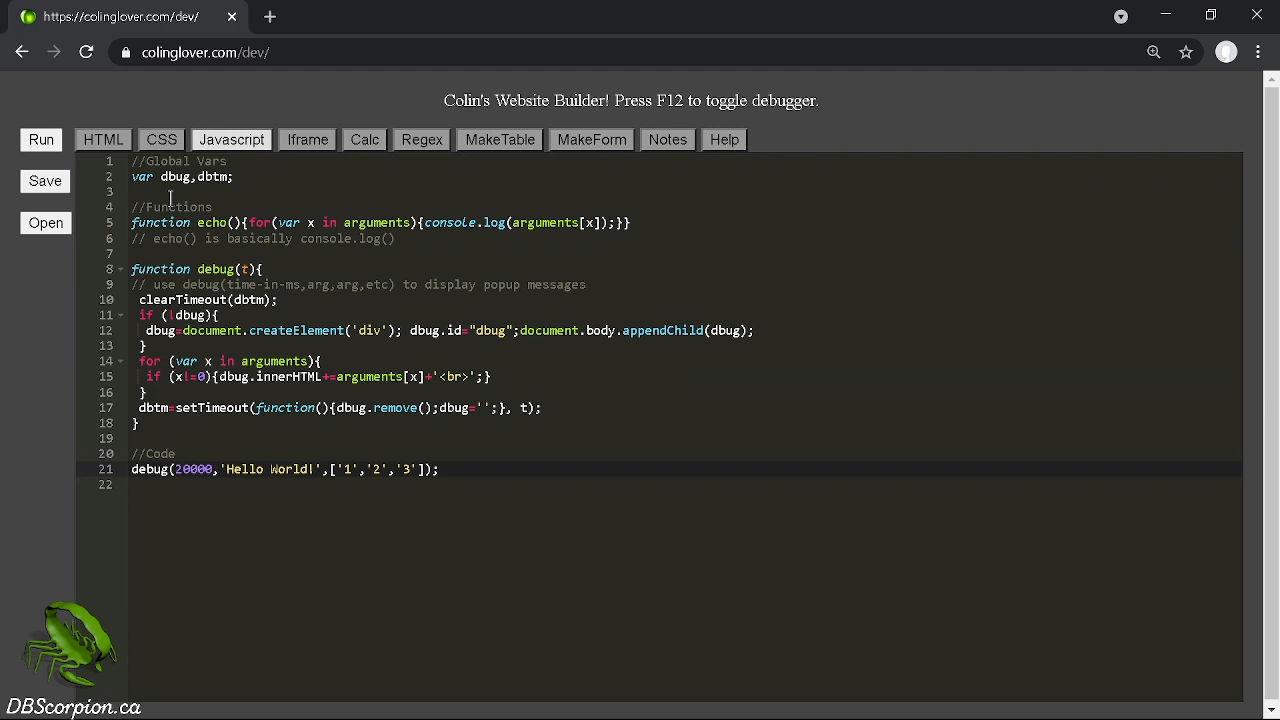 https://colinglover.com/dev/
colinglover.com/dev/
Colin's Website Builder! Press F12 to toggle debugger.
Run HTML CSS Javascript Iframe Calc Regex MakeTable MakeForm Notes Help
Save
Open
1 //Global Vars
2 var dbug,dbtm;
3
4 //Functions
5 function echo(){for(var x in arguments){console.log(arguments[x]);}}
6 // echo() is basically console.log()
7
8 function debug(t){
9 // use debug(time-in-ms,arg,arg,etc) to display popup messages
10 clearTimeout(dbtm);
11 if (!dbug){
12 dbug=document.createElement('div'); dbug.id="dbug";document.body.appendChild(dbug);
13 }
14 for (var x in arguments){
15 if (x!=0){dbug.innerHTML+=arguments[x]+'<br>';}
16 }
17 dbtm=setTimeout(function(){dbug.remove();dbug='';}, t);
18 }
19
20 //Code
21 debug(20000,'Hello World!',['1','2','3']);
22
DBScorpion.ca